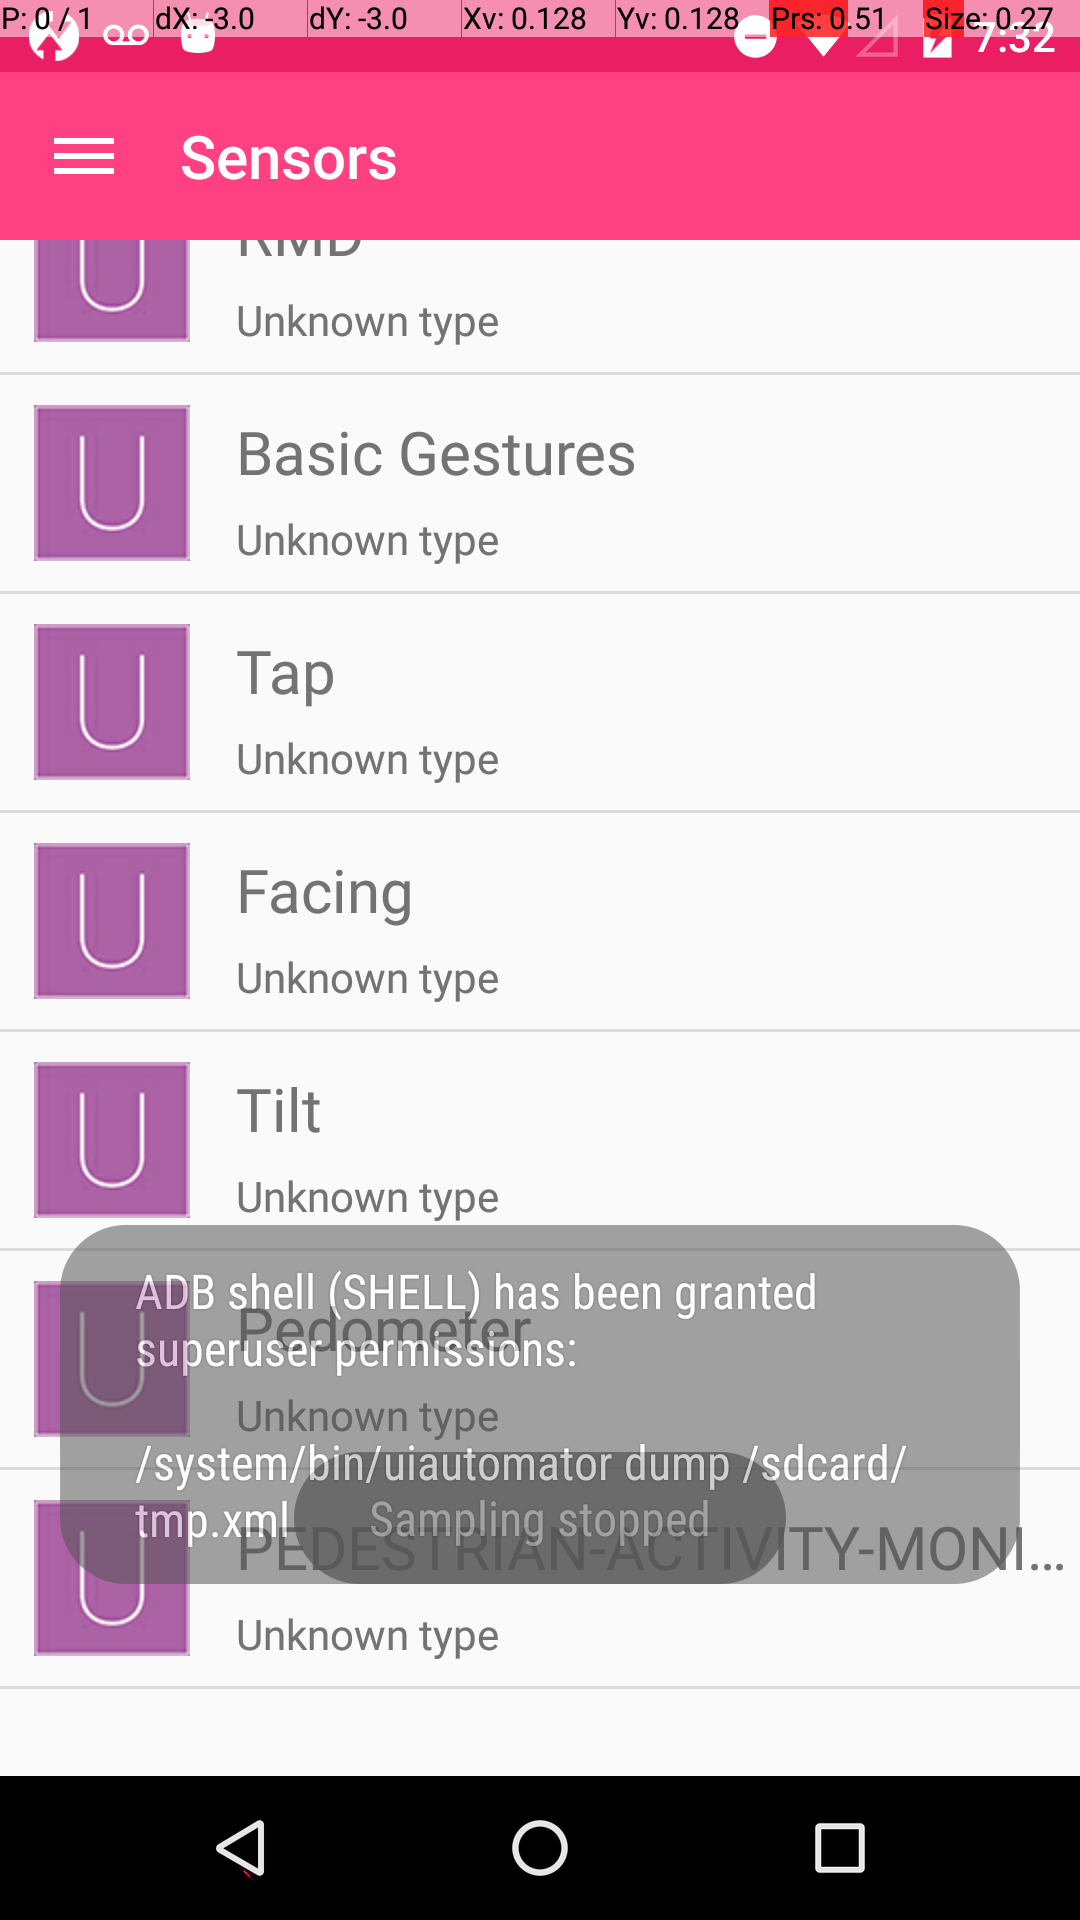 P: 0 / 1 dX: -3.0 dY: -3.0 Xv: 0.128 Yv: 0.128 Prs: 0.51 Size: 0.27
7:32
Sensors
RMD
Unknown type
Basic Gestures
Unknown type
Tap
Unknown type
Facing
Unknown type
Tilt
Unknown type
Pedometer
Unknown type
PEDESTRIAN-ACTIVITY-MONI...
Unknown type
ADB shell (SHELL) has been granted
superuser permissions:
/system/bin/uiautomator dump /sdcard/
tmp.xml
Sampling stopped